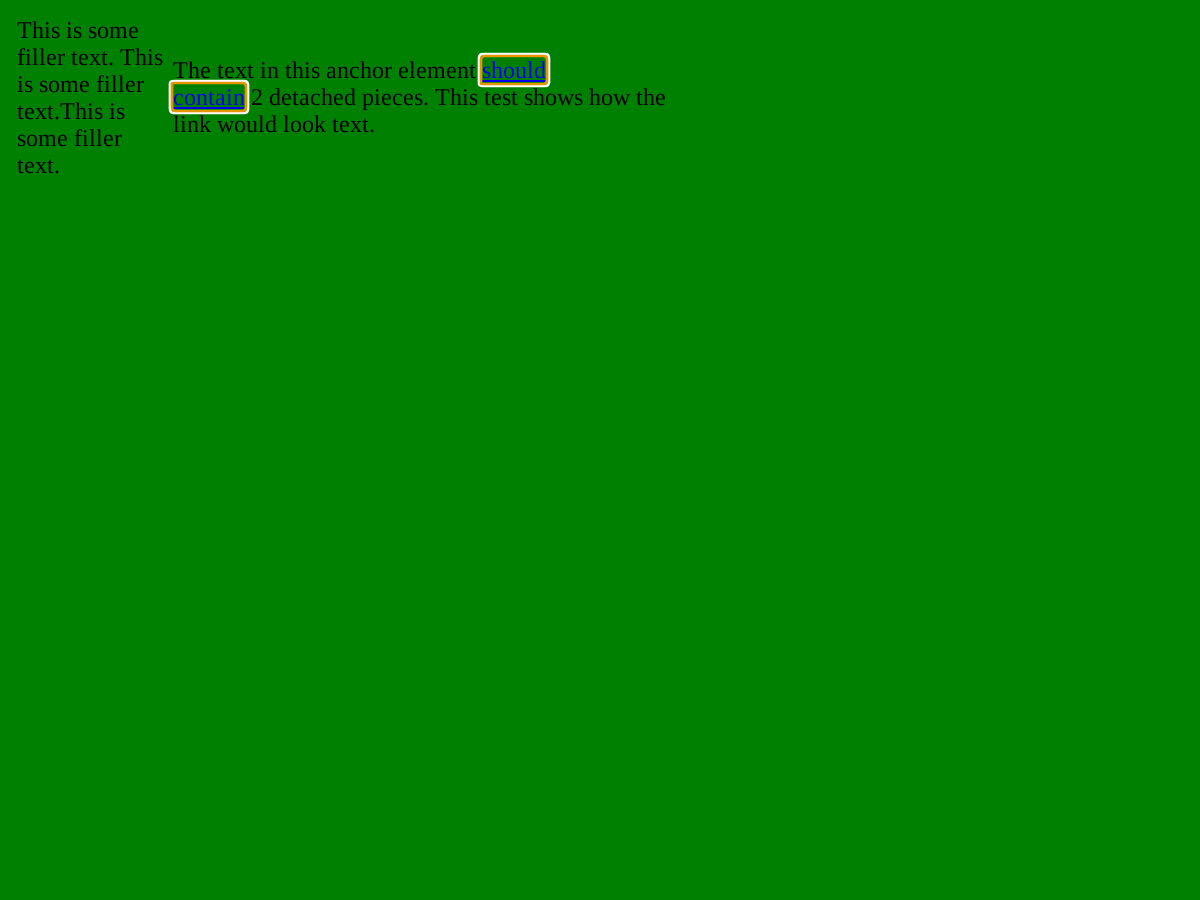 This is some
filler text. This
is some filler
text.This is
some filler
text.
The text in this anchor element should
contain 2 detached pieces. This test shows how the
link would look text.